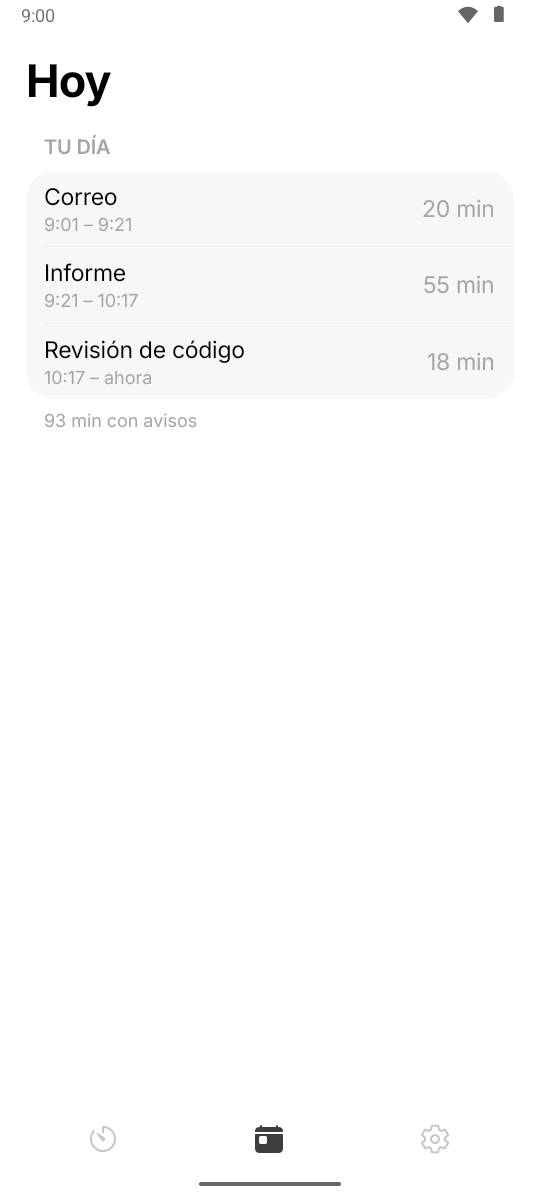 9:00
Hoy
TU DÍA
Correo
9:01 – 9:21
20 min
Informe
9:21 – 10:17
55 min
Revisión de código
10:17 – ahora
18 min
93 min con avisos